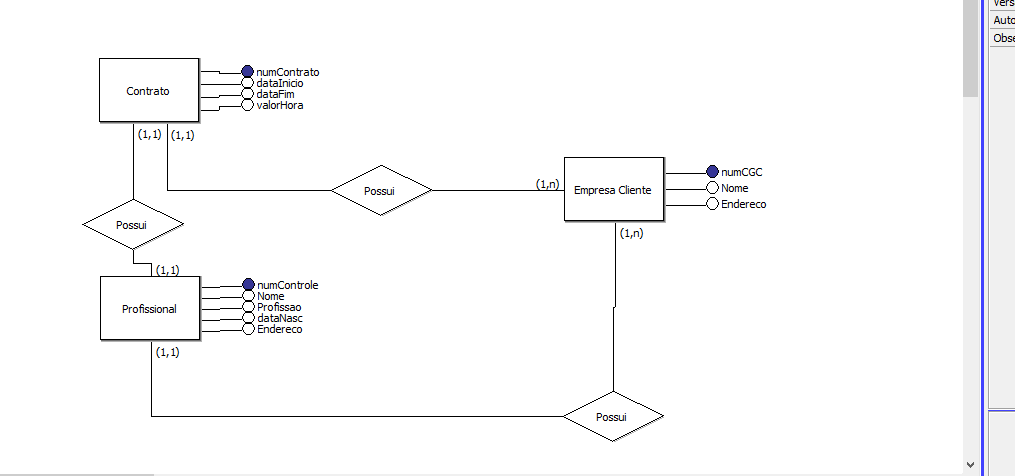 Vers
Auto
Obse
Contrato
numContrato
dataInicio
dataFim
valorHora
(1,1) (1,1)
Possui
(1,n)
Empresa Cliente
numCGC
Nome
Endereco
(1,n)
Possui
(1,1)
Profissional
numControle
Nome
Profissao
dataNasc
Endereco
(1,1)
Possui